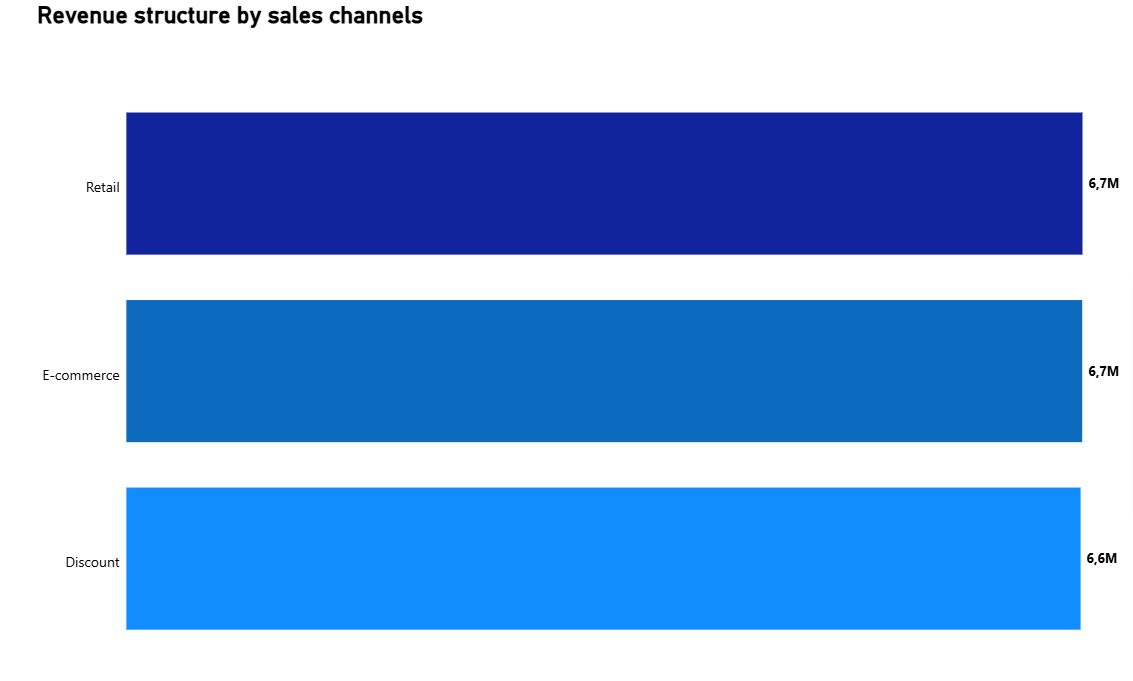 Revenue structure by sales channels
Retail
6,7M
E-commerce
6,7M
Discount
6,6M